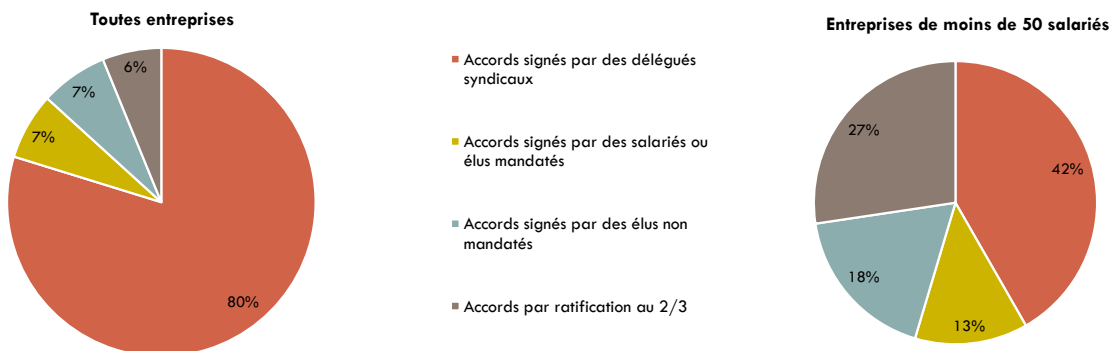 Toutes entreprises
6%
7%
7%
80%
Accords signés par des délégués
syndicaux
Accords signés par des salariés ou
élus mandatés
Accords signés par des élus non
mandatés
Accords par ratification au 2/3
Entreprises de moins de 50 salariés
27%
42%
18%
13%